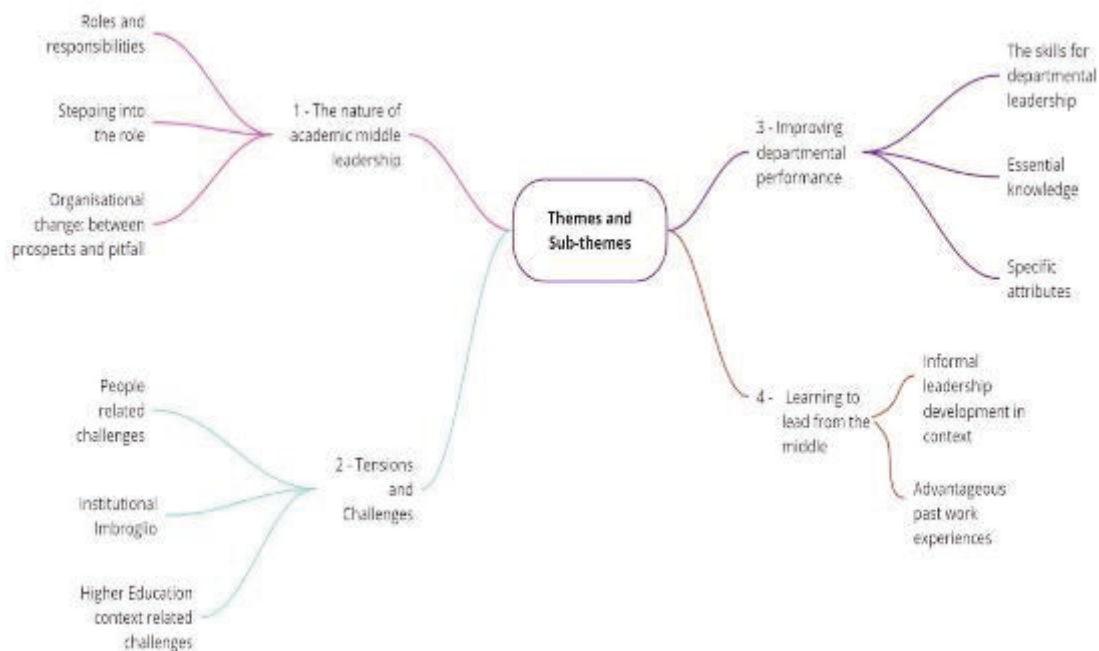 Themes and
Sub-themes
1 - The nature of
academic middle
leadership
Roles and
responsibilities
Stepping into
the role
Organisational
change: between
prospects and pitfall
2 - Tensions
and
Challenges
People
related
challenges
Institutional
Imbroglio
Higher Education
context related
challenges
3 - Improving
departmental
performance
The skills for
departmental
leadership
Essential
knowledge
Specific
attributes
4 - Learning to
lead from the
middle
Informal
leadership
development in
context
Advantageous
past work
experiences